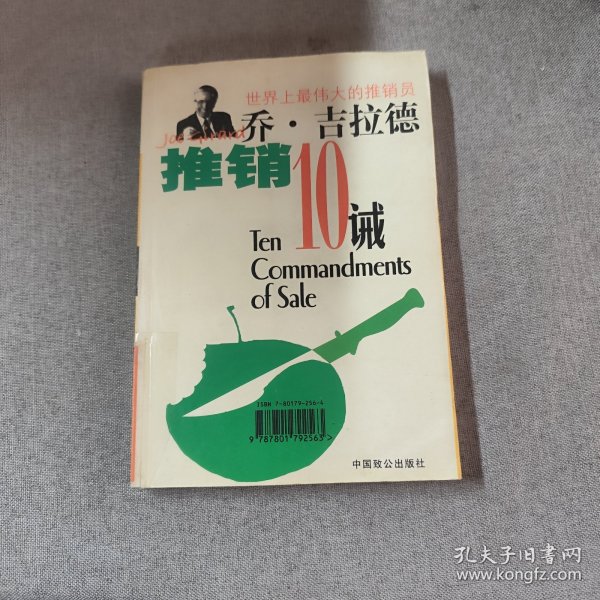 世界上最伟大的推销员
Joe Girard
乔·吉拉德
推销10诫
Ten
Commandments
of Sale
ISBN 7-80179-256-4
9 787801 792563>
中国致公出版社
孔夫子旧书网
www.kongfz.com